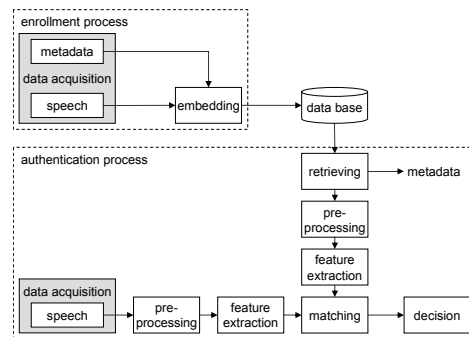 enrollment process
metadata
data acquisition
speech
embedding
data base
authentication process
retrieving
metadata
pre-
processing
feature
extraction
data acquisition
speech
pre-
processing
feature
extraction
matching
decision